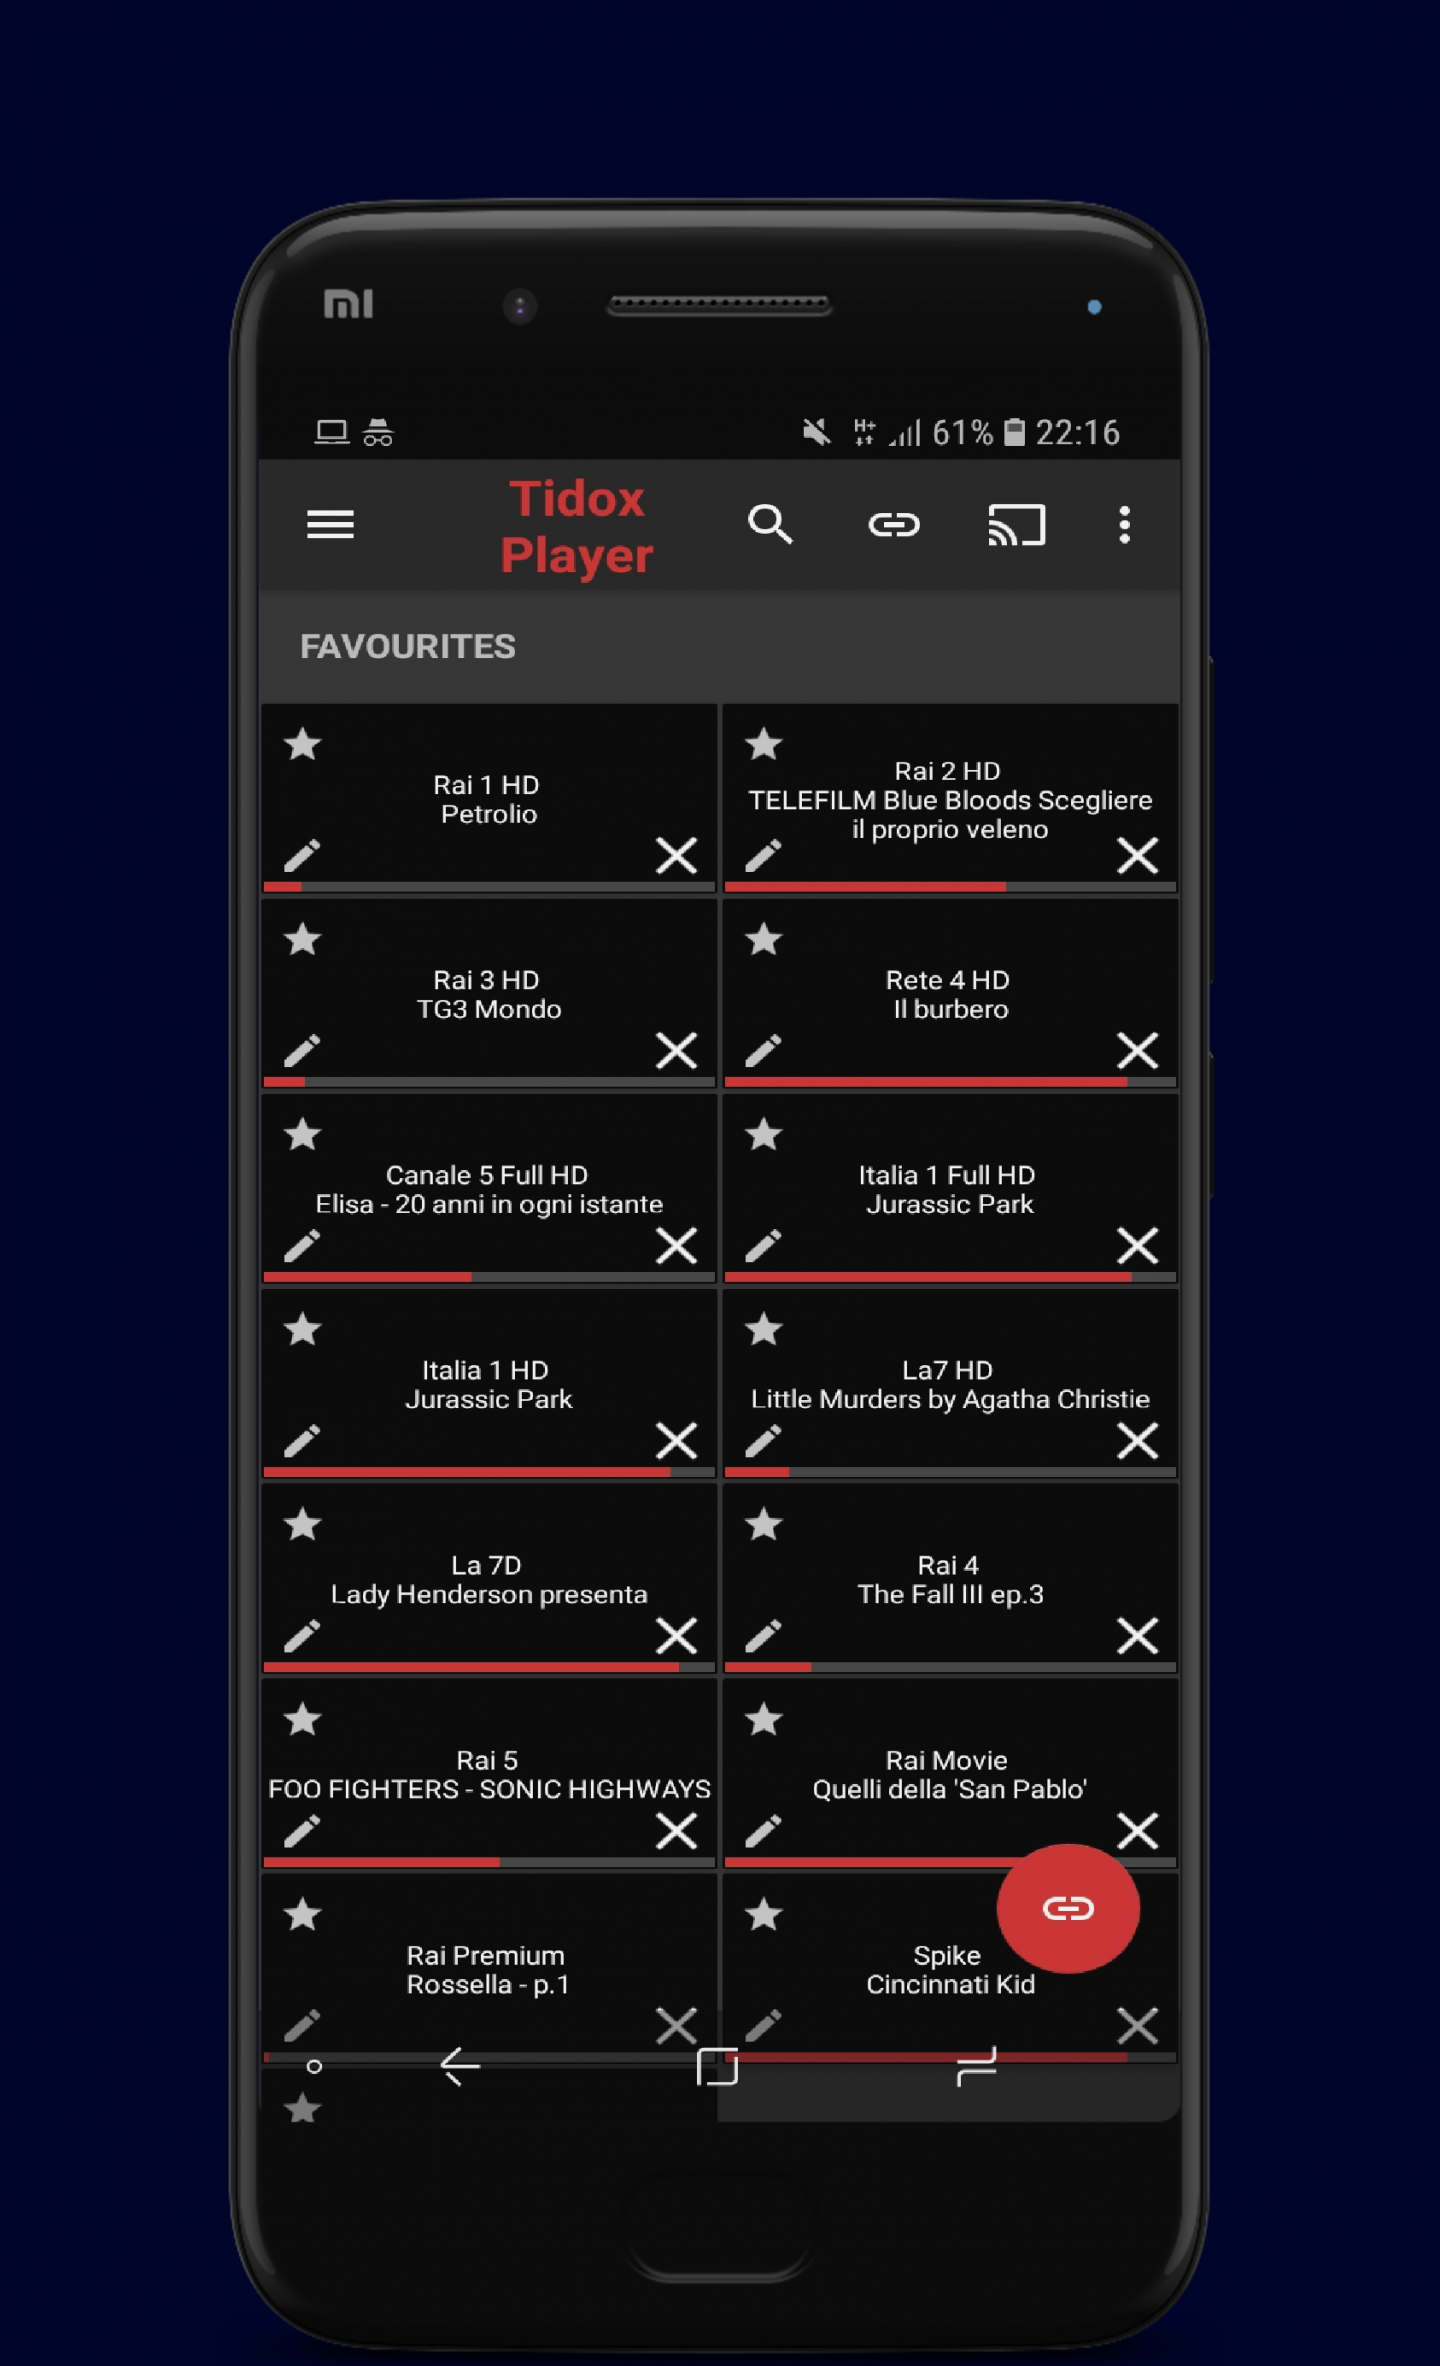 mi
H+ 61% 22:16
Tidox
Player
FAVOURITES
Rai 1 HD
Petrolio
Rai 2 HD
TELEFILM Blue Bloods Scegliere
il proprio veleno
Rai 3 HD
TG3 Mondo
Rete 4 HD
Il burbero
Canale 5 Full HD
Elisa - 20 anni in ogni istante
Italia 1 Full HD
Jurassic Park
Italia 1 HD
Jurassic Park
La7 HD
Little Murders by Agatha Christie
La 7D
Lady Henderson presenta
Rai 4
The Fall III ep.3
Rai 5
FOO FIGHTERS - SONIC HIGHWAYS
Rai Movie
Quelli della 'San Pablo'
Rai Premium
Rossella - p.1
Spike
Cincinnati Kid